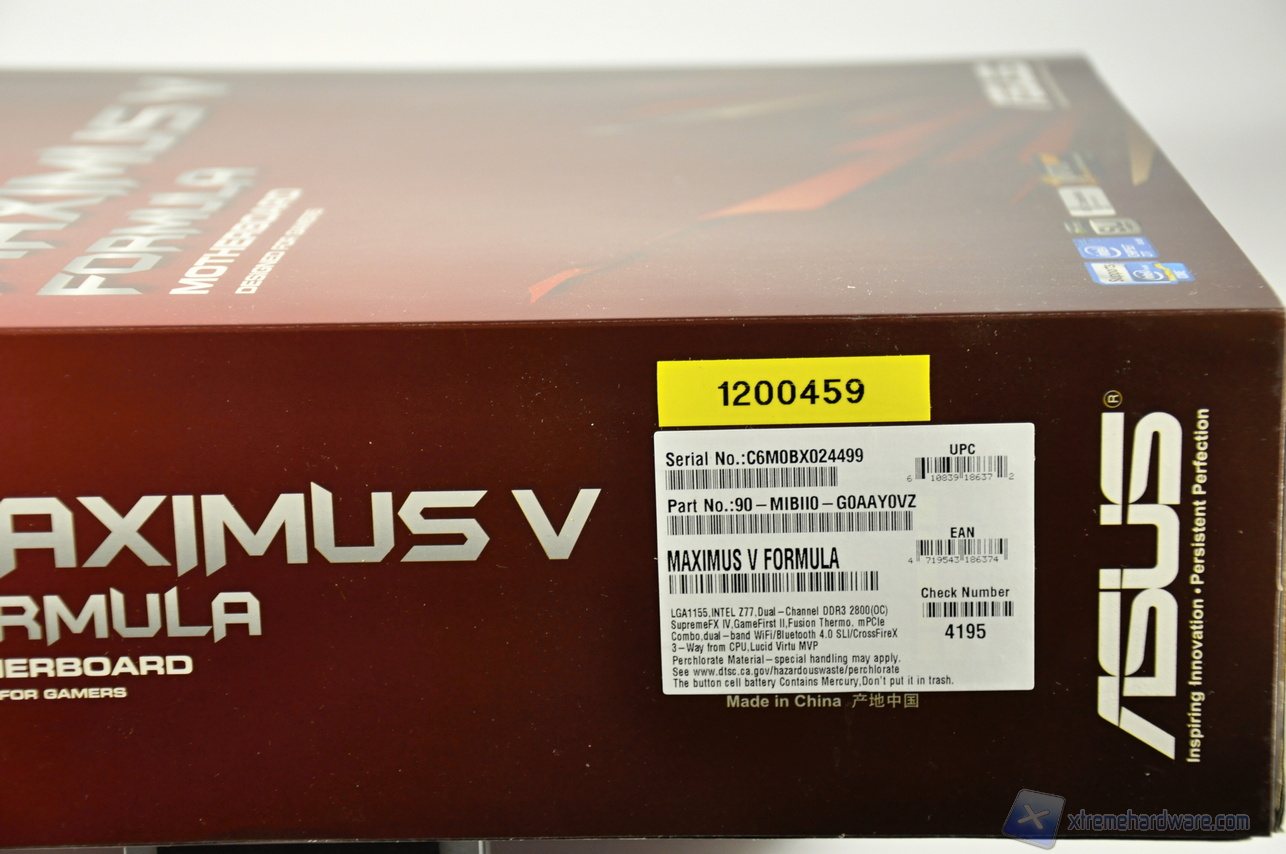 AXIMUS V
FORMULA
MOTHERBOARD
DESIGNED FOR GAMERS
ASUS
1200459
Serial No.:C6M0BX024499
UPC
6 10839 18637 2
Part No.:90-MIBII0-G0AAY0VZ
EAN
4 719543 186374
MAXIMUS V FORMULA
Check Number
4195
LGA1155,INTEL Z77,Dual-Channel DDR3 2800(OC)
SupremeFX IV,GameFirst II,Fusion Thermo, mPCIe
Combo,dual-band WiFi/Bluetooth 4.0 SLI/CrossFireX
3-Way from CPU,Lucid Virtu MVP
Perchlorate Material-special handling may apply.
See www.dtsc.ca.gov/hazardouswaste/perchlorate
The button cell battery Contains Mercury,Don't put it in trash.
Made in China 产地中国
AXIMUS V
RMULA
HERBOARD
FOR GAMERS
ASUS®
Inspiring Innovation • Persistent Perfection
xtremehardware.com